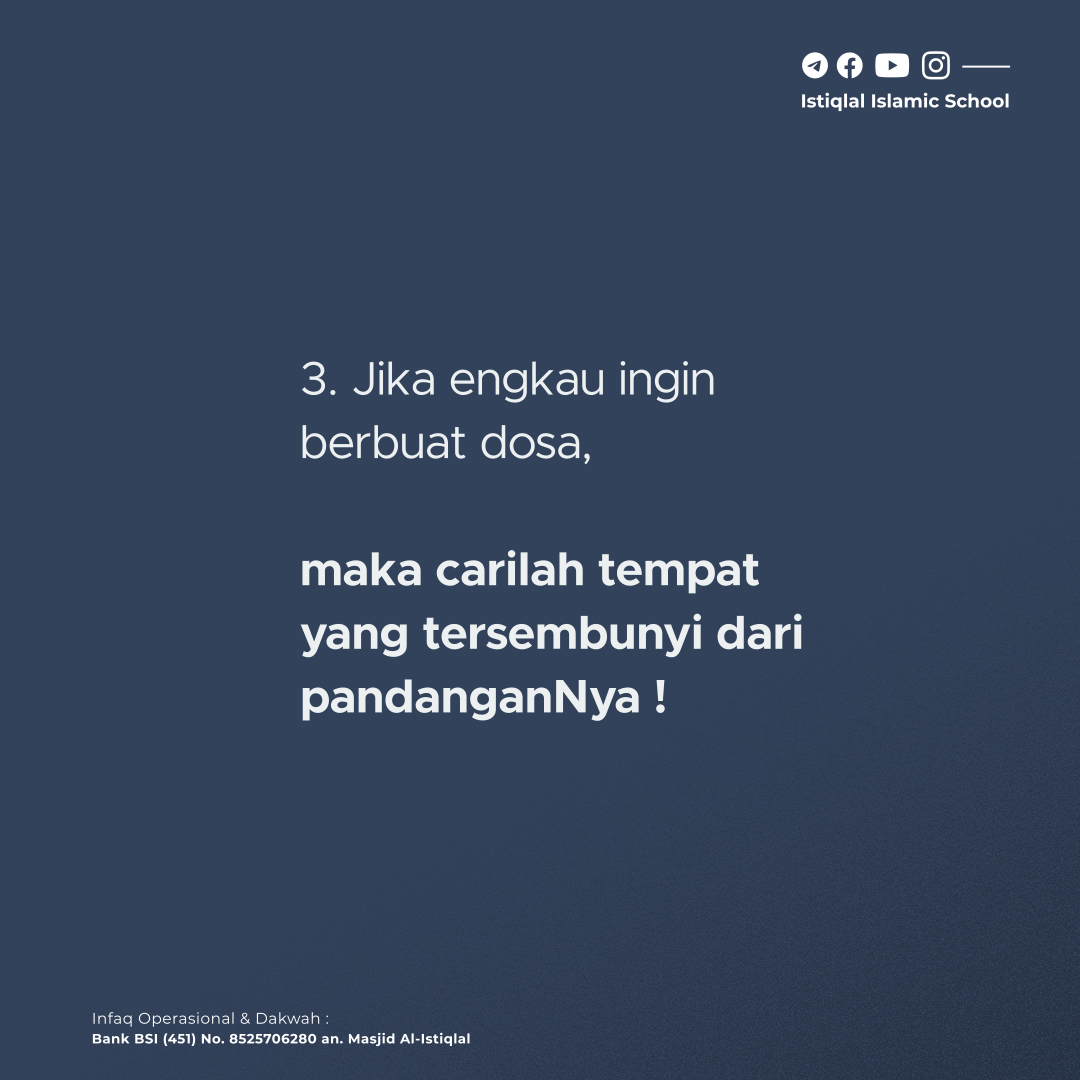 Istiqlal Islamic School
3. Jika engkau ingin
berbuat dosa,
maka carilah tempat
yang tersembunyi dari
pandanganNya !
Infaq Operasional & Dakwah :
Bank BSI (451) No. 8525706280 an. Masjid Al-Istiqlal